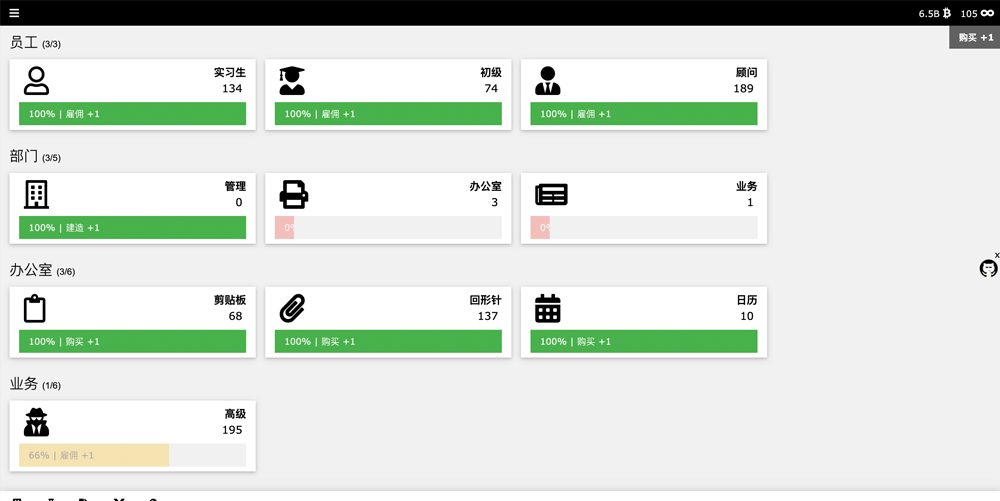 6.5B 105
购买 +1
员工 (3/3)
实习生
134
100% | 雇佣 +1
初级
74
100% | 雇佣 +1
顾问
189
100% | 雇佣 +1
部门 (3/5)
管理
0
100% | 建造 +1
办公室
3
0%
业务
1
0%
x
办公室 (3/6)
剪贴板
68
100% | 购买 +1
回形针
137
100% | 购买 +1
日历
10
100% | 购买 +1
业务 (1/6)
高级
195
66% | 雇佣 +1